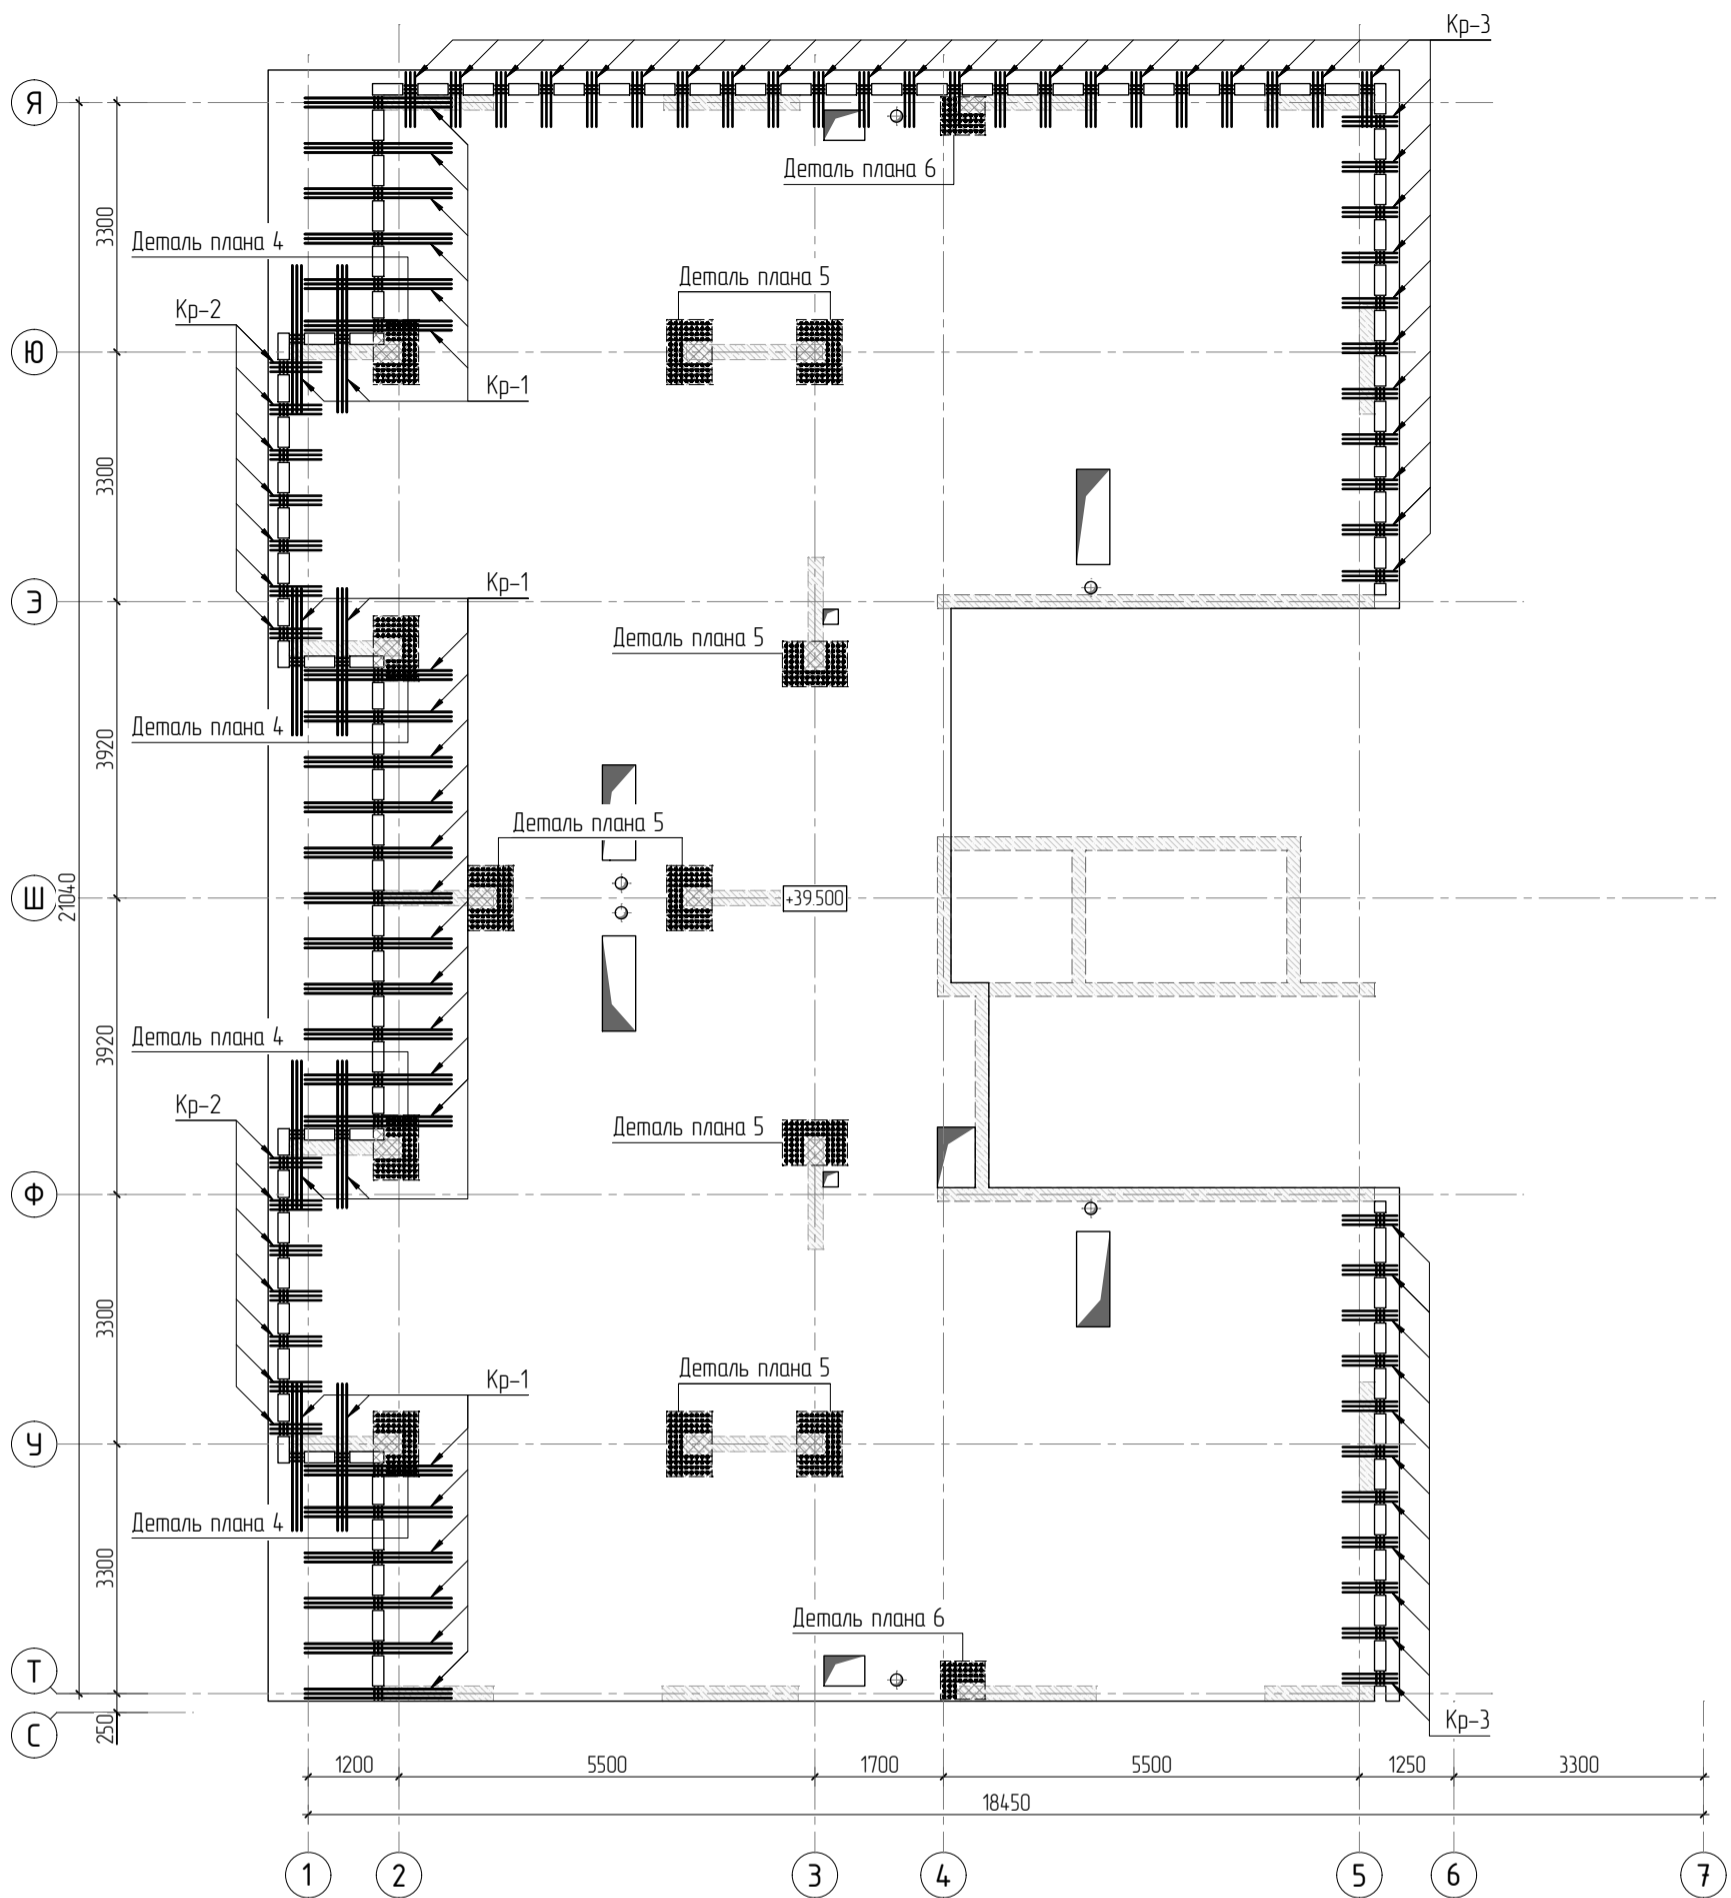 Кр-3
Я
Деталь плана 6
3300
Деталь плана 4
Деталь плана 5
Кр-2
Ю
Кр-1
3300
Кр-1
Э
Деталь плана 5
Деталь плана 4
3920
Деталь плана 5
Ш
21040
+39.500
Деталь плана 4
3920
Кр-2
Деталь плана 5
Ф
3300
Деталь плана 5
Кр-1
У
Деталь плана 4
3300
Деталь плана 6
Т
С
250
Кр-3
1200 5500 1700 5500 1250 3300
18450
1 2 3 4 5 6 7